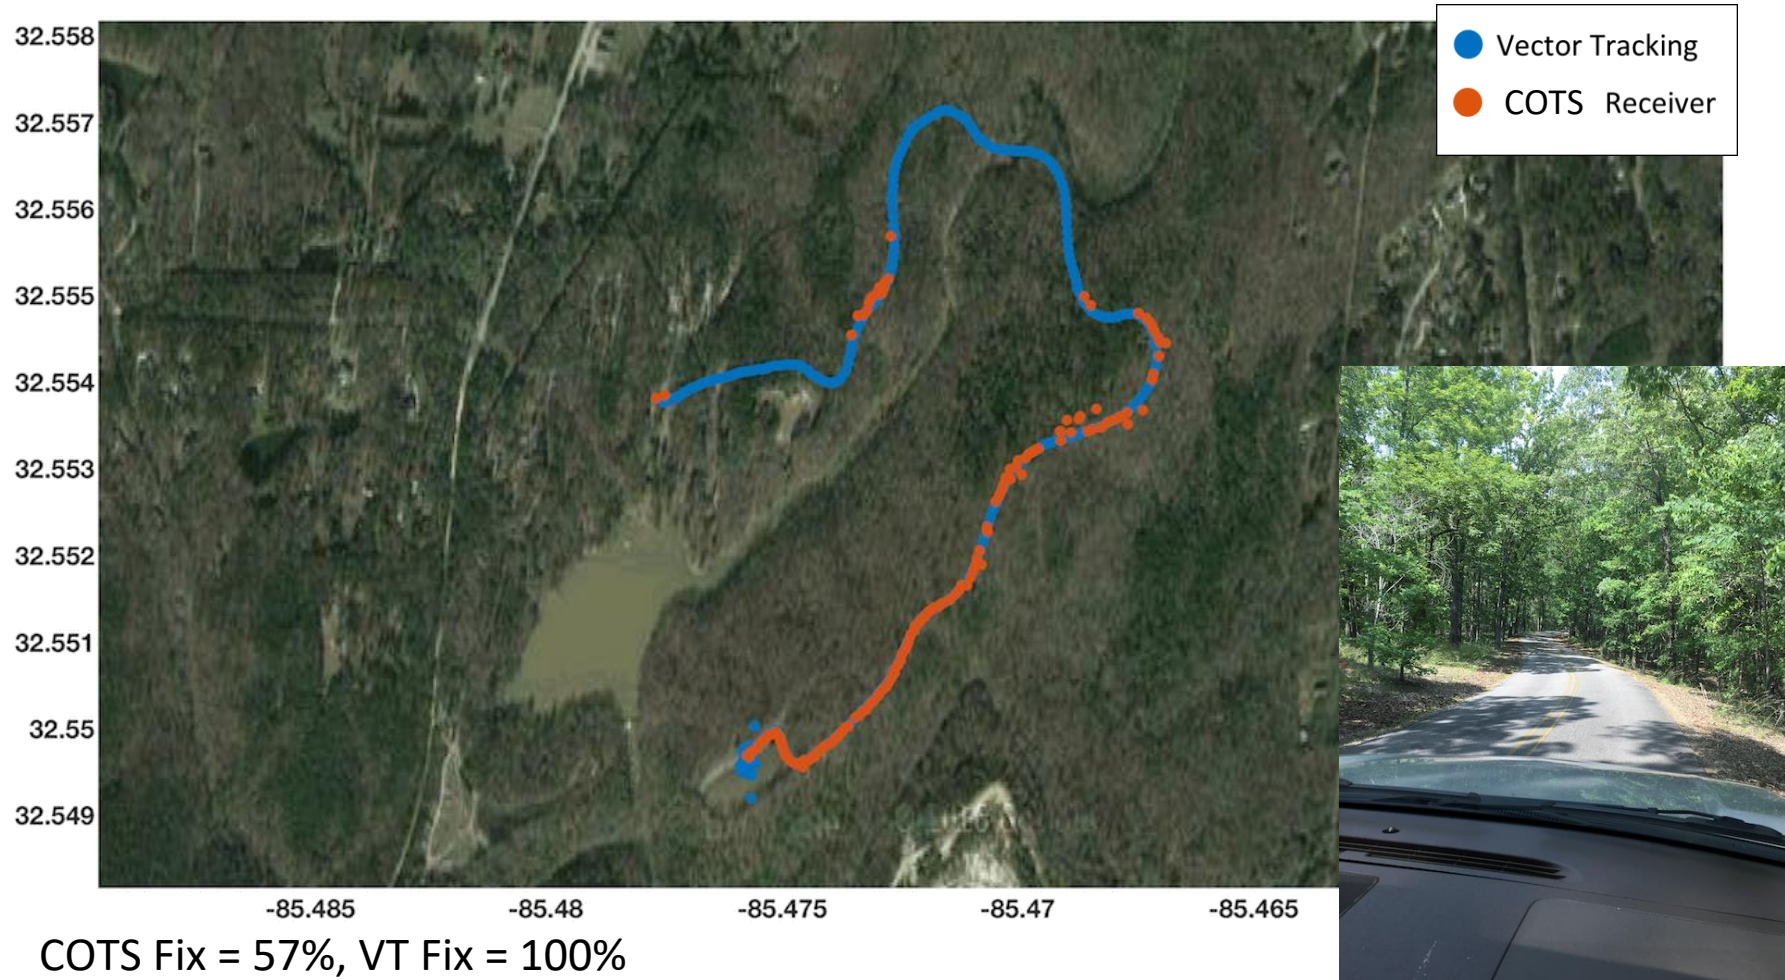 Vector Tracking
COTS Receiver
32.558
32.557
32.556
32.555
32.554
32.553
32.552
32.551
32.55
32.549
-85.485 -85.48 -85.475 -85.47 -85.465
COTS Fix = 57%, VT Fix = 100%